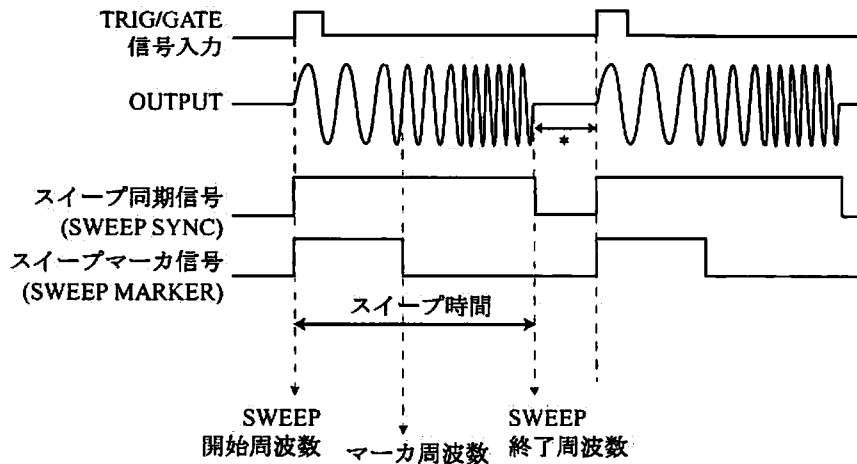 TRIG/GATE
信号入力
OUTPUT
*
スイープ同期信号
(SWEEP SYNC)
スイープマーカ信号
(SWEEP MARKER)
スイープ時間
SWEEP
開始周波数
マーカ周波数
SWEEP
終了周波数